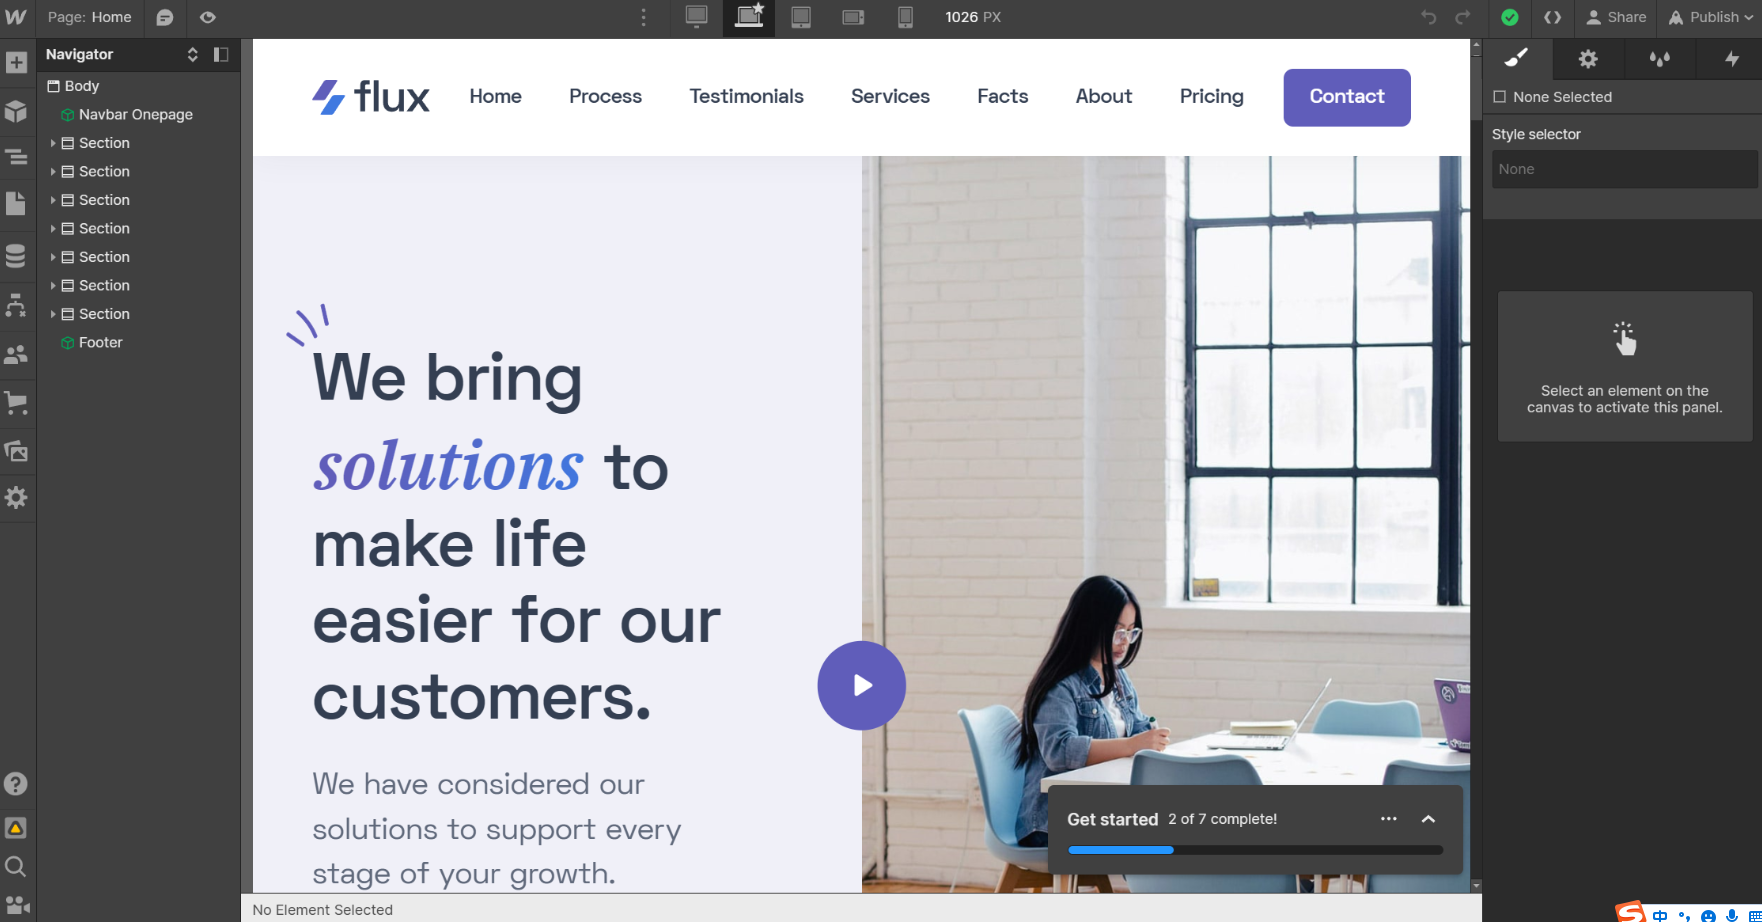 Page: Home
1026 PX
Share
Publish
Navigator
Body
Navbar Onepage
Section
Section
Section
Section
Section
Section
Section
Footer
flux
Home
Process
Testimonials
Services
Facts
About
Pricing
Contact
We bring
solutions to
make life
easier for our
customers.
We have considered our
solutions to support every
stage of your growth.
Get started 2 of 7 complete!
None Selected
Style selector
None
Select an element on the
canvas to activate this panel.
No Element Selected
中